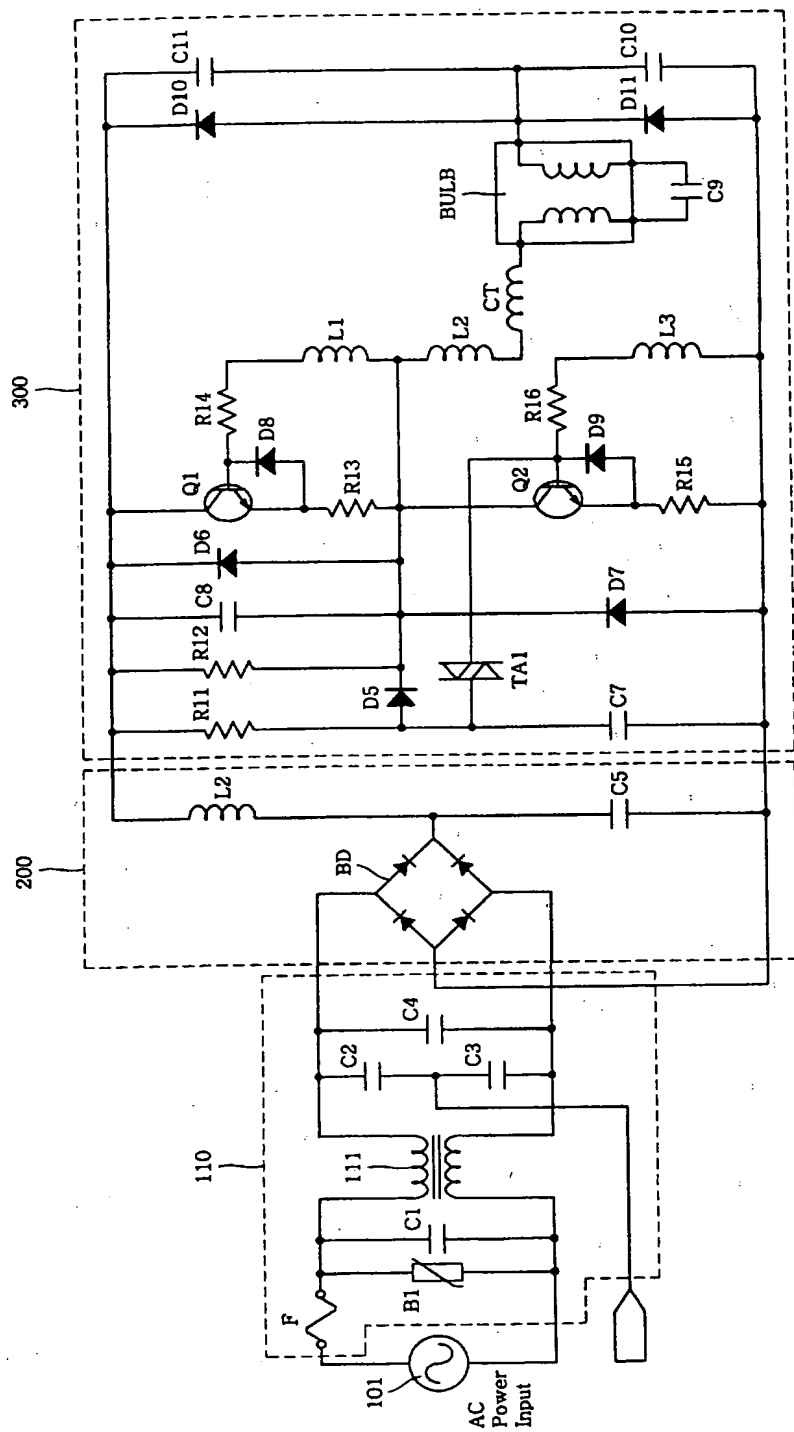 300
200
110
C11
D10
C10
D11
BULB
C9
CT
L1
L2
L3
R14
R16
D8
D9
Q1
Q2
R13
R15
D6
D7
C8
R12
R11
D5
TA1
C7
L2
C5
BD
C4
C2
C3
111
C1
B1
F
101
AC
Power
Input